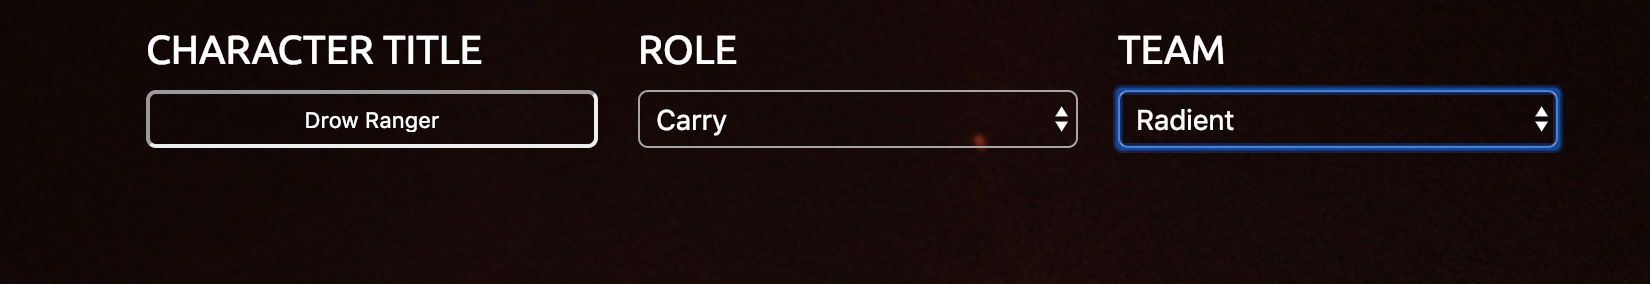 CHARACTER TITLE
ROLE
TEAM
Drow Ranger
Carry
Radient